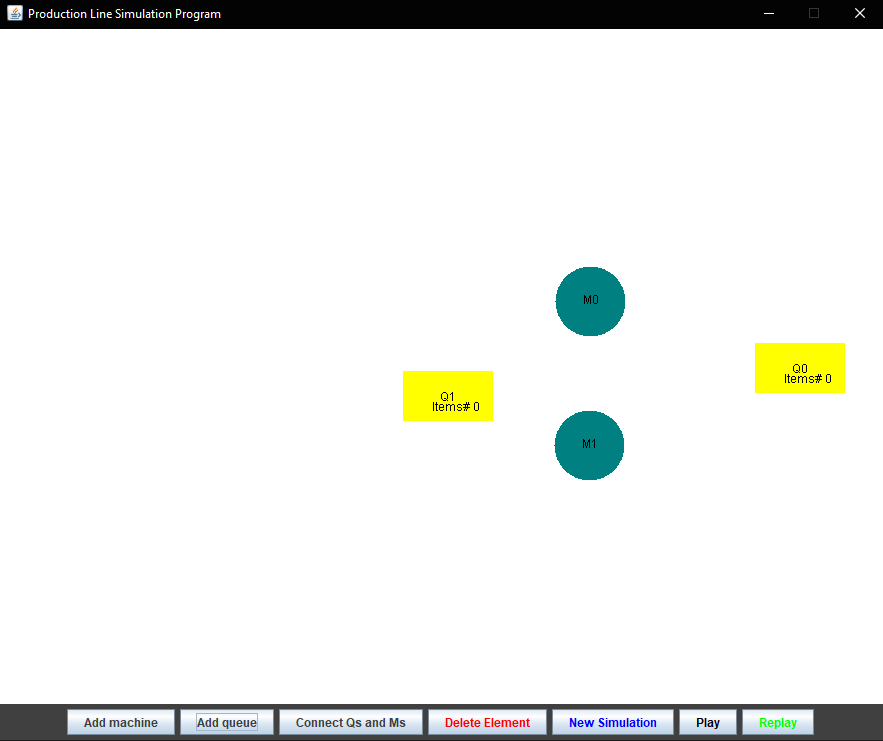 Production Line Simulation Program
M0
Q0
Items# 0
Q1
Items# 0
M1
Add machine
Add queue
Connect Qs and Ms
Delete Element
New Simulation
Play
Replay